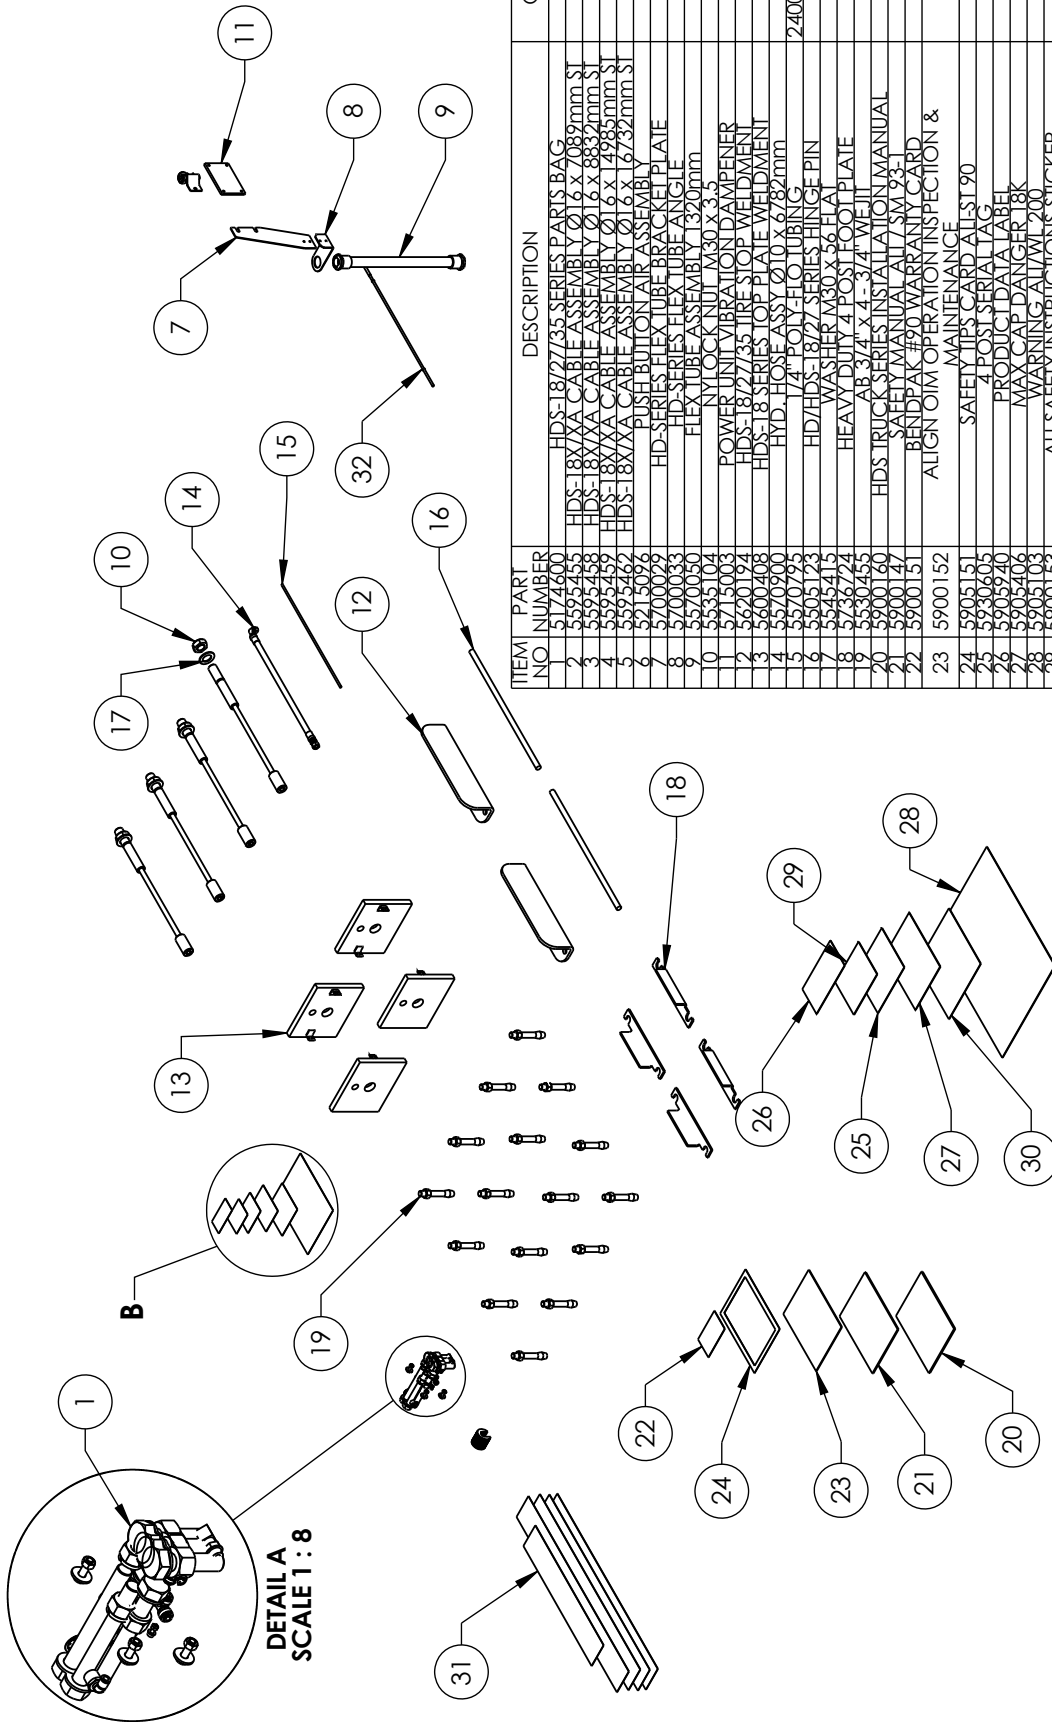 11
7
8
9
32
15
14
10
17
12
16
13
18
B
19
1
DETAIL A
SCALE 1 : 8
31
22
24
23
21
20
26
29
25
27
28
30
ITEM NO PART NUMBER DESCRIPTION
1 5174600 HDS-18/27/35 SERIES PARTS BAG
2 5595455 HDS-18X/XA CABLE ASSEMBLY Ø16 x 7089mm ST
3 5595458 HDS-18X/XA CABLE ASSEMBLY Ø16 x 8832mm ST
4 5595459 HDS-18X/XA CABLE ASSEMBLY Ø16 x 14985mm ST
5 5595462 HDS-18X/XA CABLE ASSEMBLY Ø16 x 16732mm ST
6 5215096 PUSH BUTTON AIR ASSEMBLY
7 5700029 HD-SERIES FLEX TUBE BRACKET PLATE
8 5700033 HD-SERIES FLEX TUBE ANGLE
9 5570050 FLEX TUBE ASSEMBLY 1320mm
10 5535104 NYLOCK NUT M30 x 3.5
11 5715003 POWER UNIT VIBRATION DAMPENER
12 5620194 HDS-18/27/35 TIRE STOP WELDMENT
13 5600408 HDS-18 SERIES TOP PLATE WELDMENT
14 5570900 HYD. HOSE ASSY Ø10 x 6782mm
15 5570795 1/4" POLY-FLO TUBING 2400
16 5505123 HD/HDS-18/27 SERIES HINGE PIN
17 5545415 WASHER M30 x 56 FLAT
18 5736724 HEAVY DUTY 4 POST FOOT PLATE
19 5530455 AB 3/4" x 4 - 3/4" WEJIT
20 5900160 HDS TRUCK SERIES INSTALLATION MANUAL
21 5900147 SAFETY MANUAL ALI / SM 93-1
22 5900151 BENDPAK #90 WARRANTY CARD
23 5900152 ALIGN OIM OPERATION INSPECTION & MAINTENANCE
24 5905151 SAFETY TIPS CARD ALI-ST 90
25 5930605 4 POST SERIAL TAG
26 5905940 PRODUCT DATA LABEL
27 5905406 MAX CAP DANGER 18K
28 5905103 WARNING ALI/WL 200
29 5900153 ALI SAFETY INSTRUCTIONS STICKER